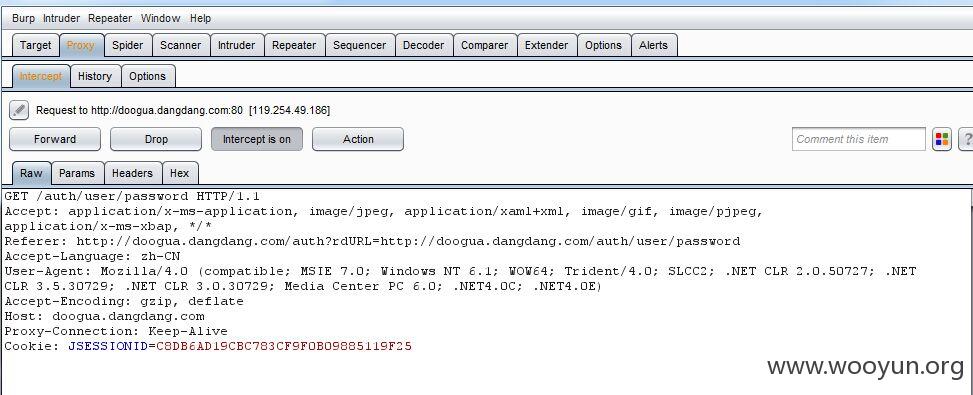 Burp Intruder Repeater Window Help
Target Proxy Spider Scanner Intruder Repeater Sequencer Decoder Comparer Extender Options Alerts
Intercept History Options
Request to http://doogua.dangdang.com:80 [119.254.49.186]
Forward Drop Intercept is on Action Comment this item ?
Raw Params Headers Hex
GET /auth/user/password HTTP/1.1
Accept: application/x-ms-application, image/jpeg, application/xaml+xml, image/gif, image/pjpeg,
application/x-ms-xbap, */*
Referer: http://doogua.dangdang.com/auth?rdURL=http://doogua.dangdang.com/auth/user/password
Accept-Language: zh-CN
User-Agent: Mozilla/4.0 (compatible; MSIE 7.0; Windows NT 6.1; WOW64; Trident/4.0; SLCC2; .NET CLR 2.0.50727; .NET
CLR 3.5.30729; .NET CLR 3.0.30729; Media Center PC 6.0; .NET4.0C; .NET4.0E)
Accept-Encoding: gzip, deflate
Host: doogua.dangdang.com
Proxy-Connection: Keep-Alive
Cookie: JSESSIONID=C8DB6AD19CBC783CF9F0B09885119F25
www.wooyun.org